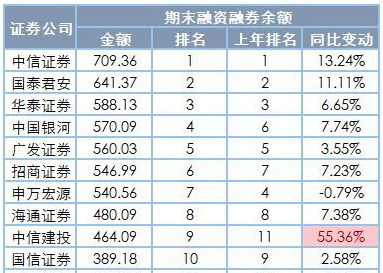 证券公司 期末融资融券余额
金额 排名 上年排名 同比变动
中信证券 709.36 1 1 13.24%
国泰君安 641.37 2 2 11.11%
华泰证券 588.13 3 3 6.65%
中国银河 570.09 4 6 7.74%
广发证券 560.03 5 5 3.55%
招商证券 546.99 6 7 7.23%
申万宏源 540.56 7 4 -0.79%
海通证券 480.09 8 8 7.38%
中信建投 464.09 9 11 55.36%
国信证券 389.18 10 9 2.58%